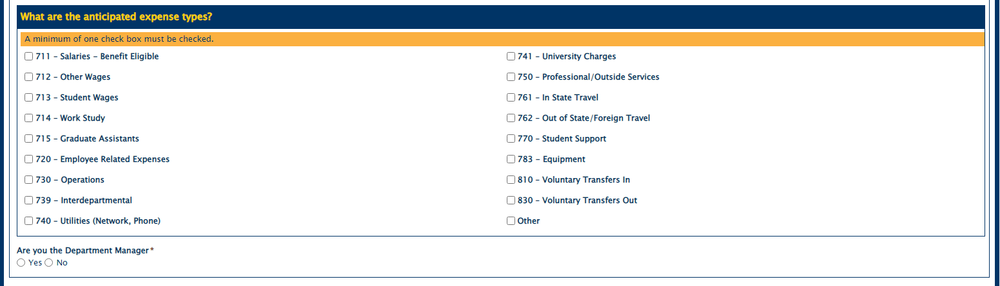 What are the anticipated expense types?
A minimum of one check box must be checked.
711 - Salaries - Benefit Eligible
712 - Other Wages
713 - Student Wages
714 - Work Study
715 - Graduate Assistants
720 - Employee Related Expenses
730 - Operations
739 - Interdepartmental
740 - Utilities (Network, Phone)
741 - University Charges
750 - Professional/Outside Services
761 - In State Travel
762 - Out of State/Foreign Travel
770 - Student Support
783 - Equipment
810 - Voluntary Transfers In
830 - Voluntary Transfers Out
Other
Are you the Department Manager*
Yes No